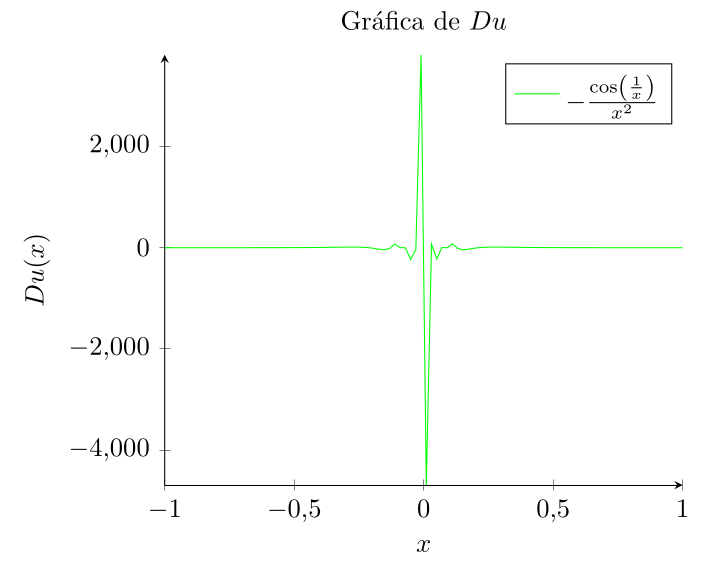 Gráfica de Du
− cos(1/x) / x²
2,000
0
−2,000
−4,000
Du(x)
−1
−0,5
0
0,5
1
x